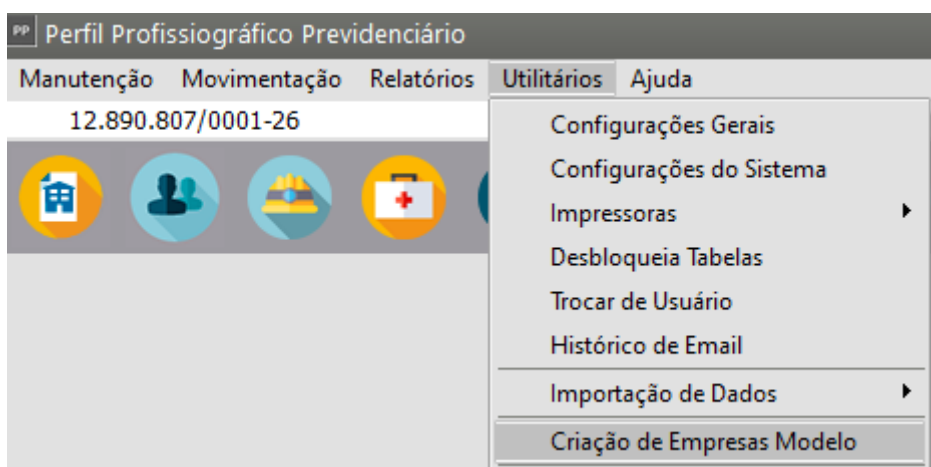 PP Perfil Profissiográfico Previdenciário
Manutenção Movimentação Relatórios Utilitários Ajuda
12.890.807/0001-26
Configurações Gerais
Configurações do Sistema
Impressoras
Desbloqueia Tabelas
Trocar de Usuário
Histórico de Email
Importação de Dados
Criação de Empresas Modelo